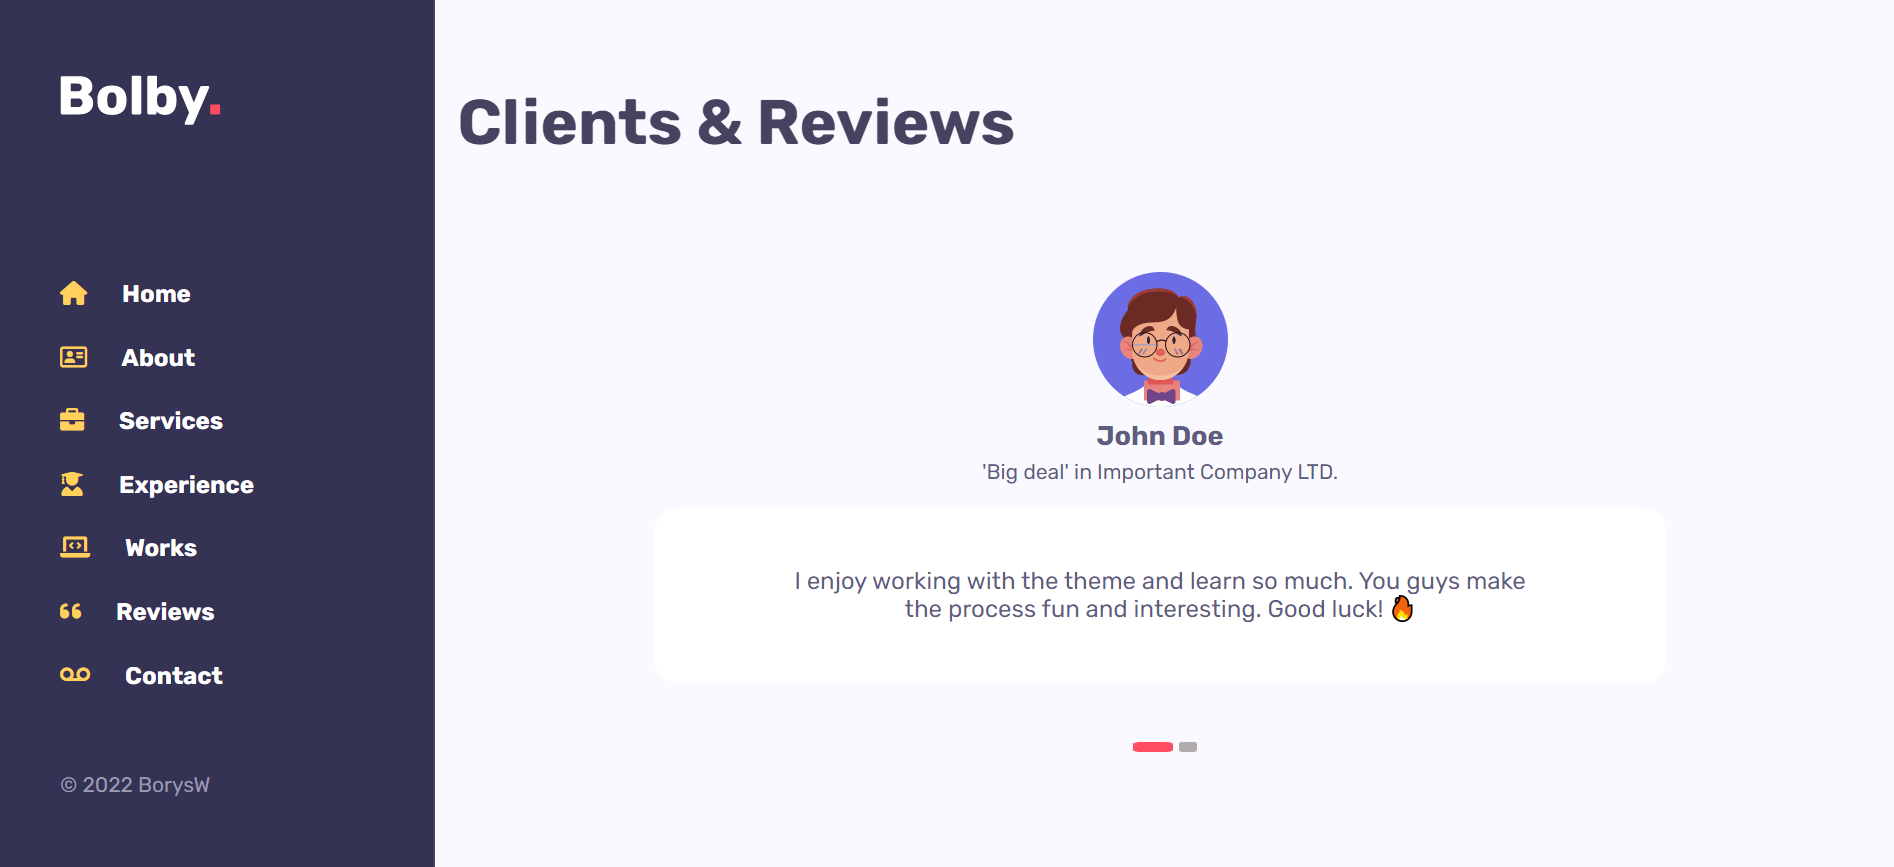 Bolby.
Home
About
Services
Experience
Works
Reviews
Contact
© 2022 BorysW
Clients & Reviews
John Doe
'Big deal' in Important Company LTD.
I enjoy working with the theme and learn so much. You guys make
the process fun and interesting. Good luck! 🔥